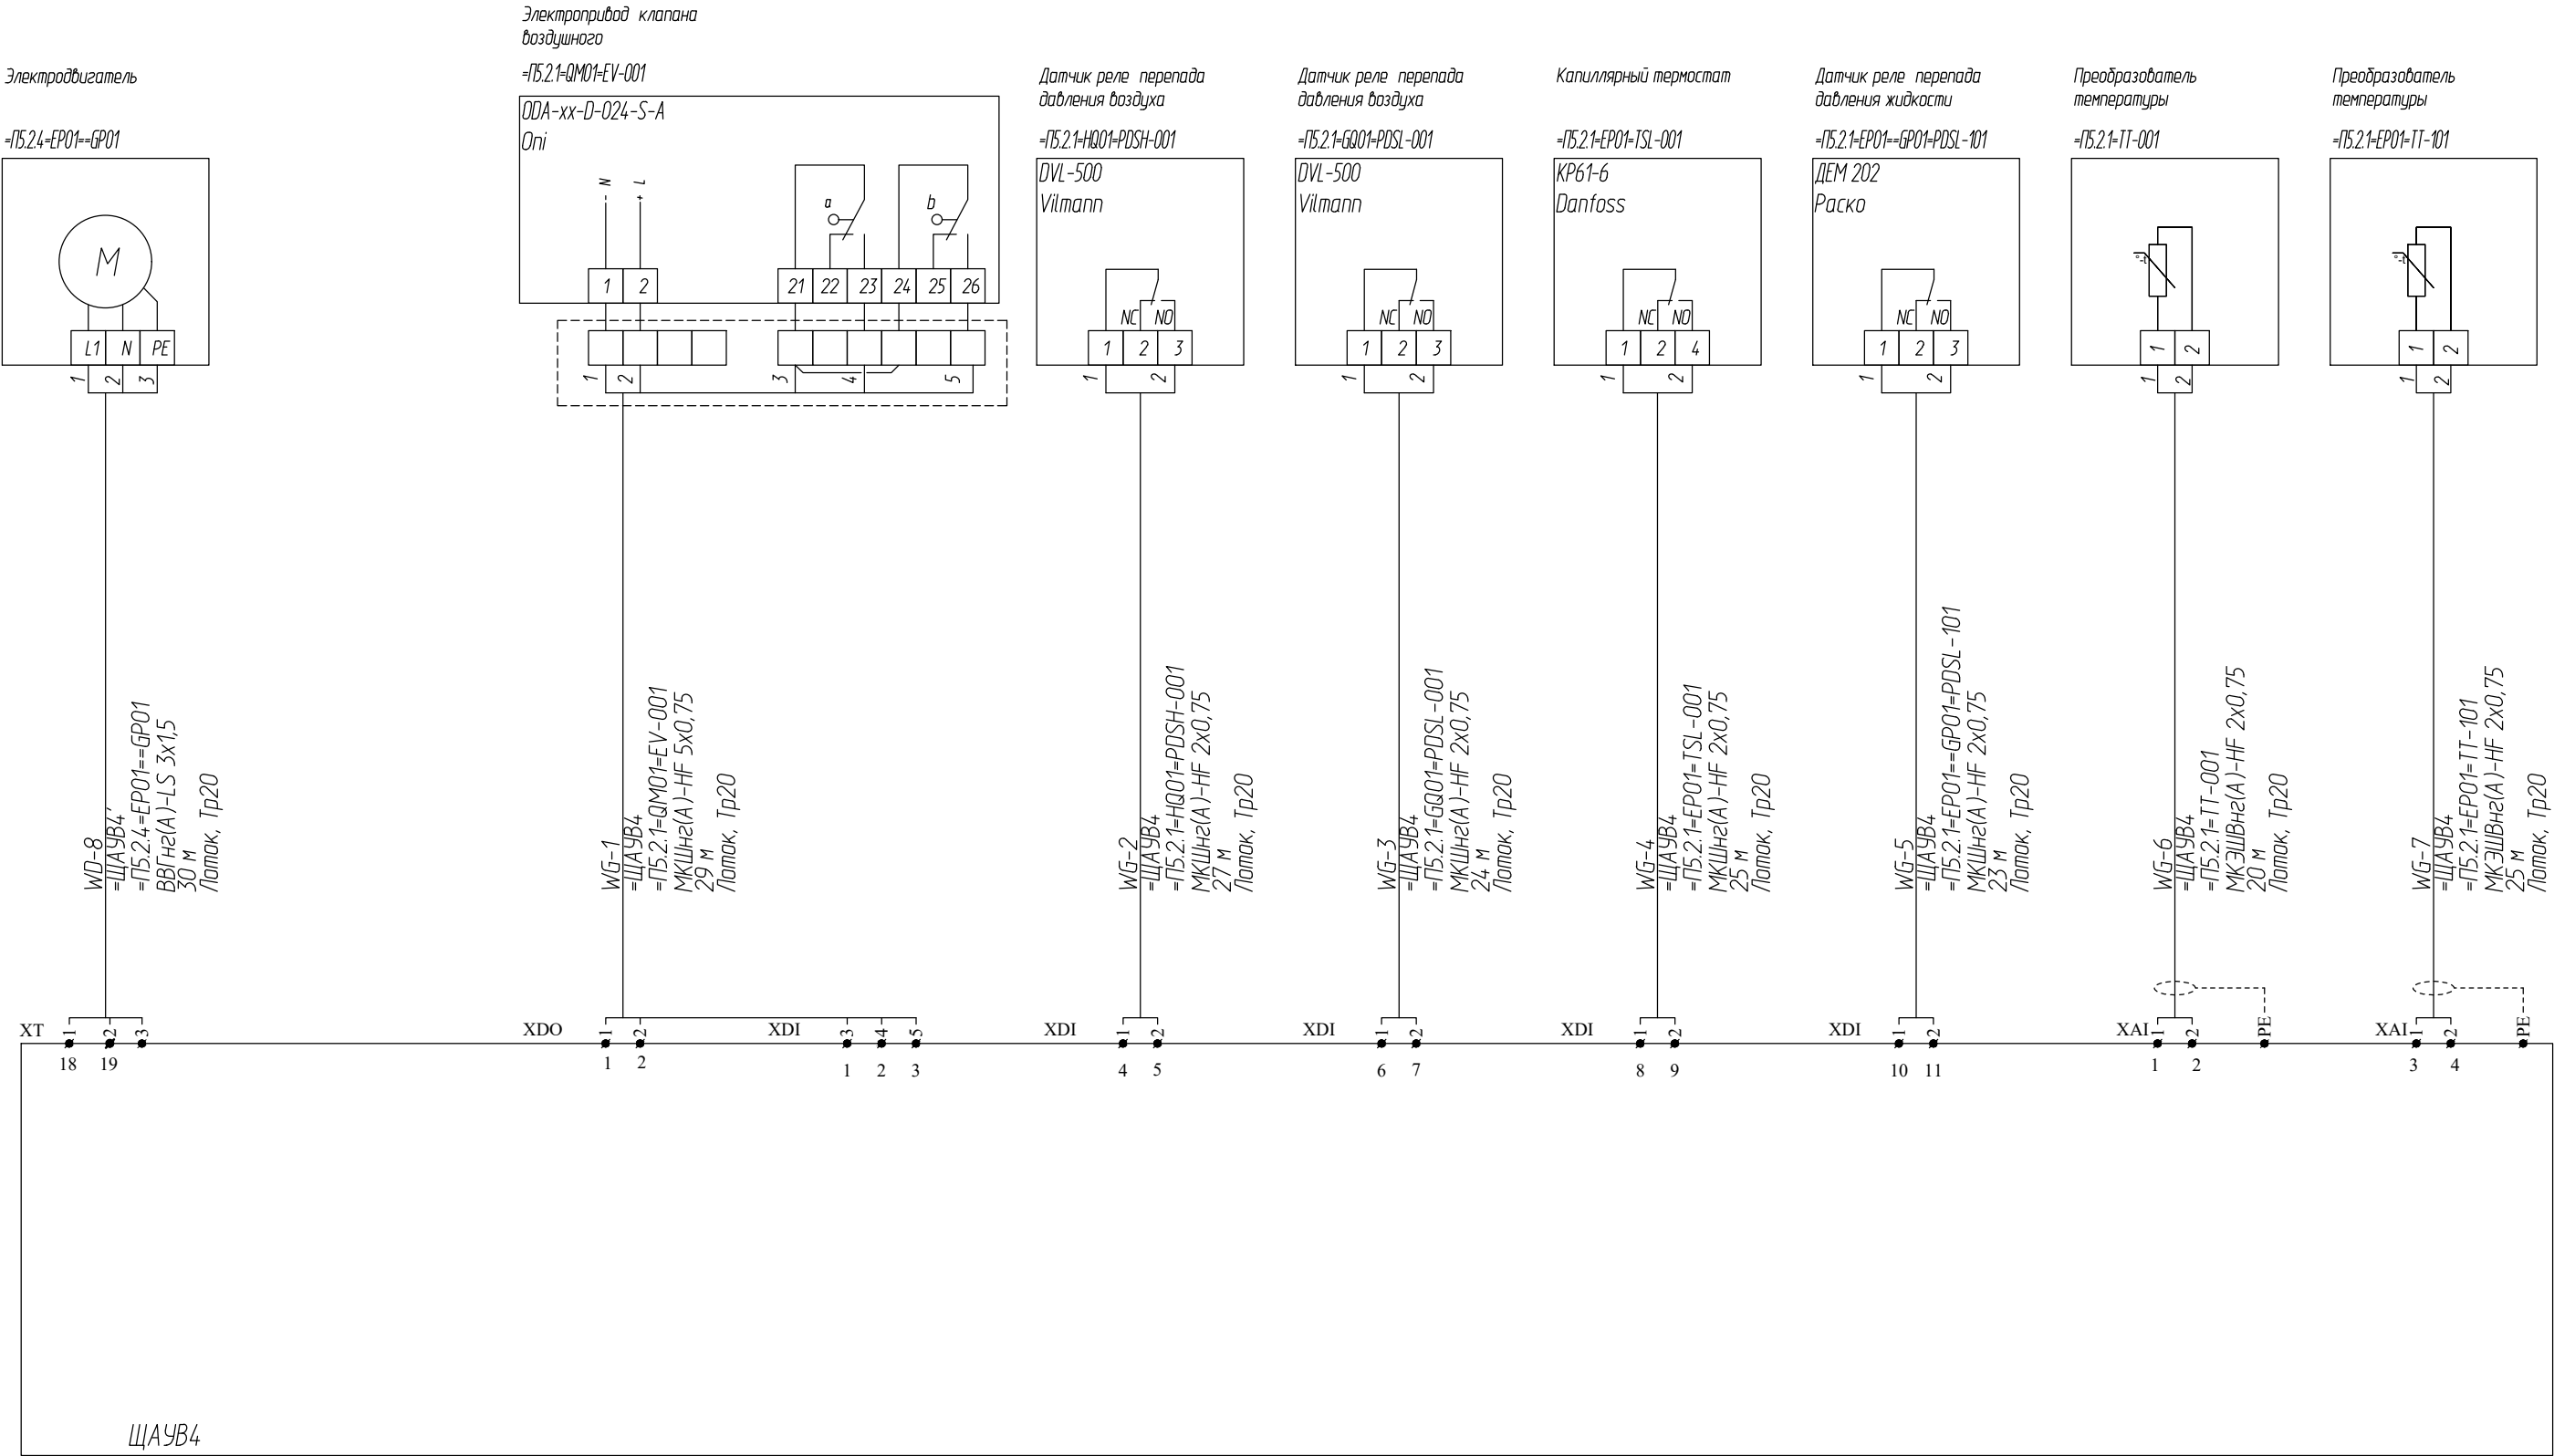 Электродвигатель
=П5.2.4=EP01==GP01
M
L1 N PE
1 2 3
WD-8
=ЩАУВ4,
=П5.2.4=EP01==GP01
ВВГнг(А)-LS 3х1,5
30 м
Лоток, Тр20
XT
1 2 3
18 19
Электропривод клапана
воздушного
=П5.2.1=QM01=EV-001
ODA-xx-D-024-S-A
Oni
- N
+ L
a
b
1 2
21 22 23 24 25 26
1 2 3 4 5
WG-1
=ЩАУВ4
=П5.2.1=QM01=EV-001
МКШнг(А)-HF 5х0,75
29 м
Лоток, Тр20
XDO
1 2
1 2
XDI
3 4 5
1 2 3
Датчик реле перепада
давления воздуха
=П5.2.1=HQ01=PDSH-001
DVL-500
Vilmann
NC NO
1 2 3
1 2
WG-2
=ЩАУВ4
=П5.2.1=HQ01=PDSH-001
МКШнг(А)-HF 2х0,75
27 м
Лоток, Тр20
XDI
1 2
4 5
Датчик реле перепада
давления воздуха
=П5.2.1=GQ01=PDSL-001
DVL-500
Vilmann
NC NO
1 2 3
1 2
WG-3
=ЩАУВ4
=П5.2.1=GQ01=PDSL-001
МКШнг(А)-HF 2х0,75
24 м
Лоток, Тр20
XDI
1 2
6 7
Капиллярный термостат
=П5.2.1=EP01=TSL-001
KP61-6
Danfoss
NC NO
1 2 4
1 2
WG-4
=ЩАУВ4
=П5.2.1=EP01=TSL-001
МКШнг(А)-HF 2х0,75
25 м
Лоток, Тр20
XDI
1 2
8 9
Датчик реле перепада
давления жидкости
=П5.2.1=EP01==GP01=PDSL-101
ДЕМ 202
Раско
NC NO
1 2 3
1 2
WG-5
=ЩАУВ4
=П5.2.1=EP01==GP01=PDSL-101
МКШнг(А)-HF 2х0,75
23 м
Лоток, Тр20
XDI
1 2
10 11
Преобразователь
температуры
=П5.2.1=TT-001
-t°
1 2
1 2
WG-6
=ЩАУВ4
=П5.2.1=TT-001
МКЭШВнг(А)-HF 2х0,75
20 м
Лоток, Тр20
XAI
1 2 PE
1 2
Преобразователь
температуры
=П5.2.1=EP01=TT-101
-t°
1 2
1 2
WG-7
=ЩАУВ4
=П5.2.1=EP01=TT-101
МКЭШВнг(А)-HF 2х0,75
25 м
Лоток, Тр20
XAI
1 2 PE
3 4
ЩАУВ4